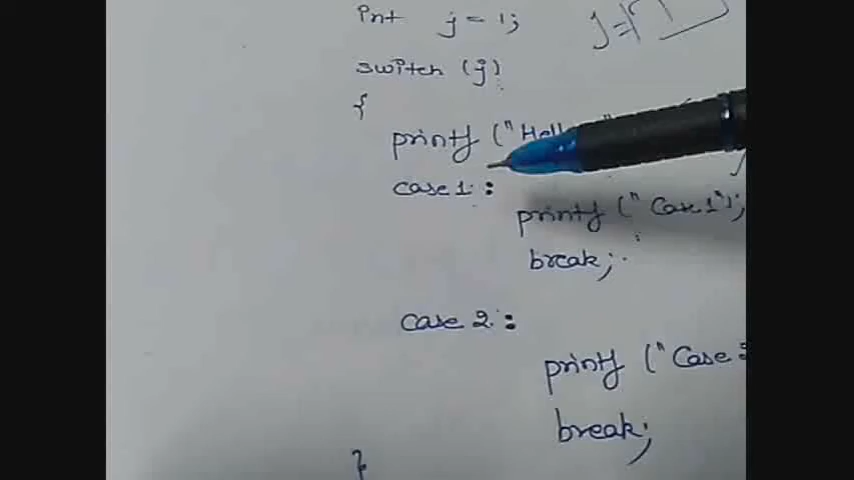 int j = 1; j=1
switch (j)
{
printf ("Hell
case 1 :
printf (" Case 1");
break;
case 2 :
printf (" Case
break;
}